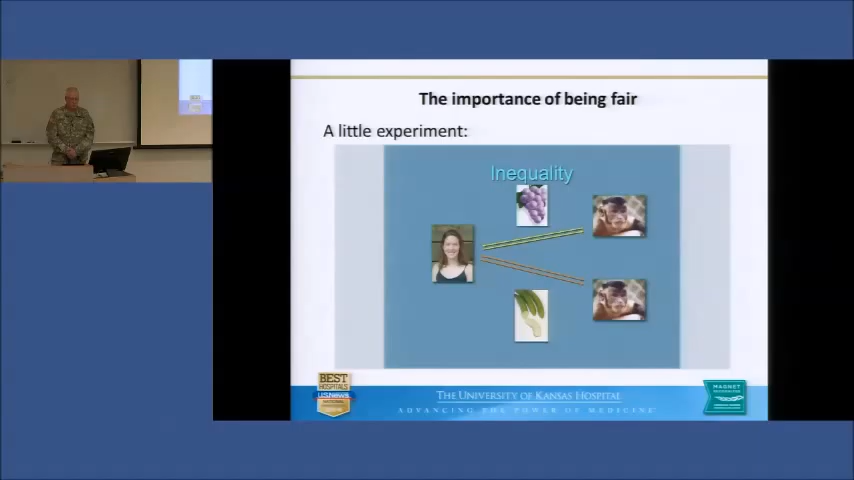 The importance of being fair
A little experiment:
Inequality
BEST
HOSPITALS
U.S.News
THE UNIVERSITY OF KANSAS HOSPITAL
ADVANCING THE POWER OF MEDICINE
MAGNET